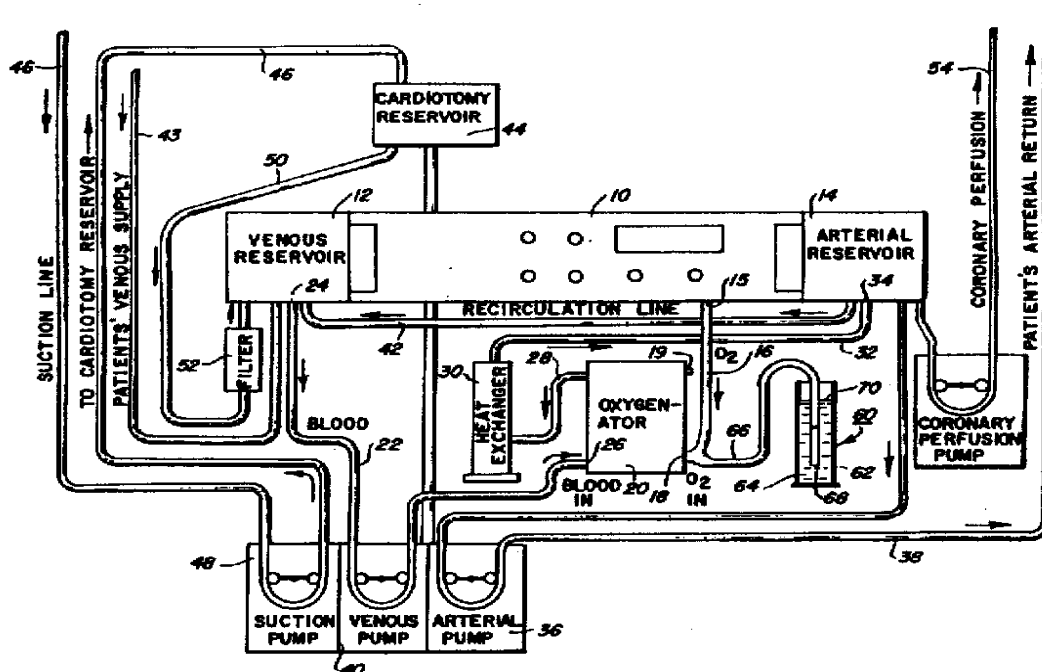 46
46
CARDIOTOMY
RESERVOIR
44
54
43
50
SUCTION LINE
TO CARDIOTOMY RESERVOIR
PATIENTS' VENOUS SUPPLY
CORONARY PERFUSION
PATIENT'S ARTERIAL RETURN
12
10
14
VENOUS
RESERVOIR
24
ARTERIAL
RESERVOIR
34
15
RECIRCULATION LINE
42
52
FILTER
30
HEAT
EXCHANGER
28
19
O2
16
32
OXYGEN-
ATOR
26
20
18
BLOOD
IN
O2
IN
66
70
60
62
64
68
CORONARY
PERFUSION
PUMP
BLOOD
22
48
38
SUCTION
PUMP
VENOUS
PUMP
ARTERIAL
PUMP
36
40